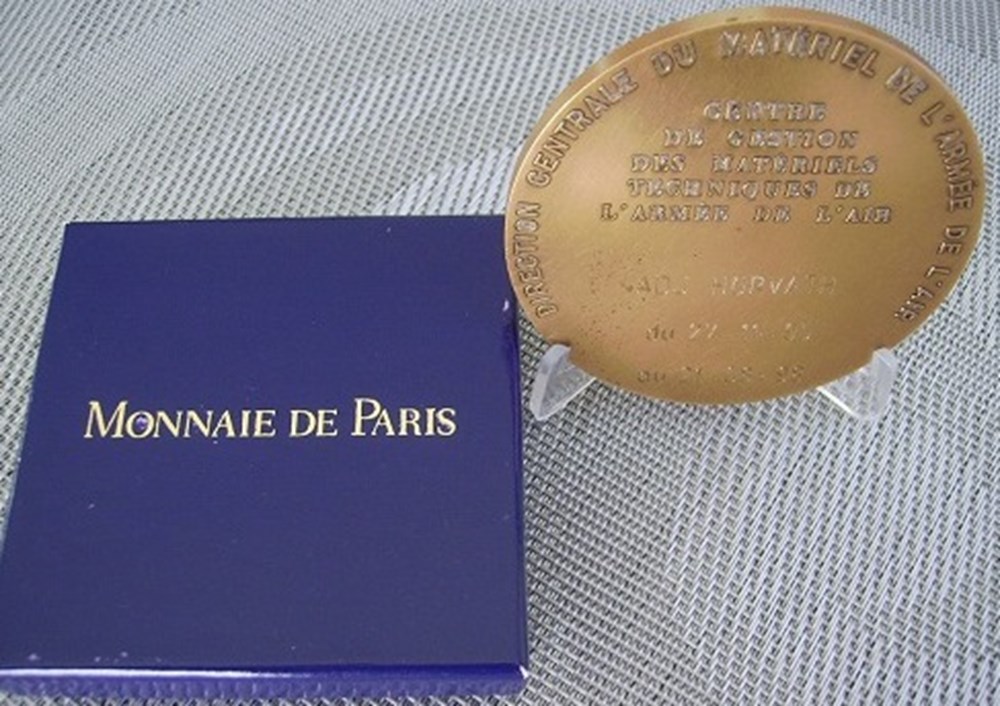 MONNAIE DE PARIS
DIRECTION CENTRALE DU MATÉRIEL DE L'ARMÉE DE L'AIR
CENTRE
DE GESTION
DES MATÉRIELS
TECHNIQUES DE
L'ARMÉE DE L'AIR
HORVATH
du
au